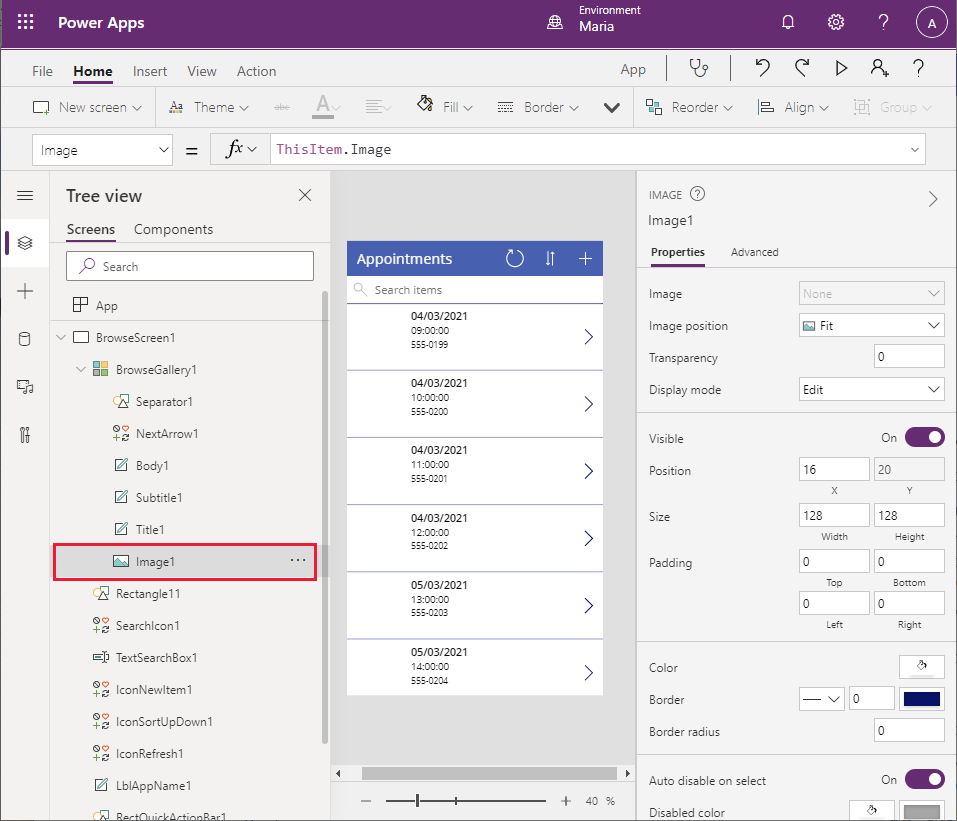 Power Apps
Environment
Maria
A
File Home Insert View Action
App
New screen
Theme
abc
A
Fill
Border
Reorder
Align
Group
Image
=
fx
ThisItem.Image
Tree view
Screens Components
Search
App
BrowseScreen1
BrowseGallery1
Separator1
NextArrow1
Body1
Subtitle1
Title1
Image1 ...
Rectangle11
SearchIcon1
TextSearchBox1
IconNewItem1
IconSortUpDown1
IconRefresh1
LblAppName1
RectQuickActionBar1
Appointments
Search items
04/03/2021
09:00:00
555-0199
04/03/2021
10:00:00
555-0200
04/03/2021
11:00:00
555-0201
04/03/2021
12:00:00
555-0202
05/03/2021
13:00:00
555-0203
05/03/2021
14:00:00
555-0204
40 %
IMAGE
Image1
Properties Advanced
Image None
Image position Fit
Transparency 0
Display mode Edit
Visible On
Position 16 20
X Y
Size 128 128
Width Height
Padding 0 0
Top Bottom
0 0
Left Right
Color
Border 0
Border radius 0
Auto disable on select On
Disabled color